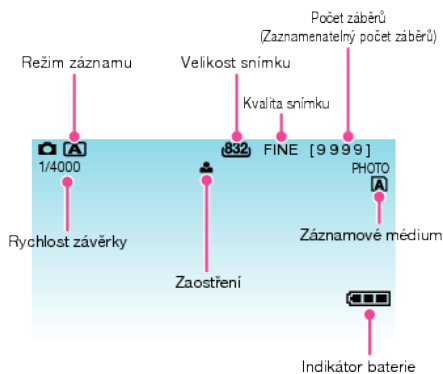 Počet záběrů
(Zaznamenatelný počet záběrů)
Režim záznamu
Velikost snímku
Kvalita snímku
A
832 FINE [9999]
1/4000
PHOTO
A
Rychlost závěrky
Záznamové médium
Zaostření
Indikátor baterie